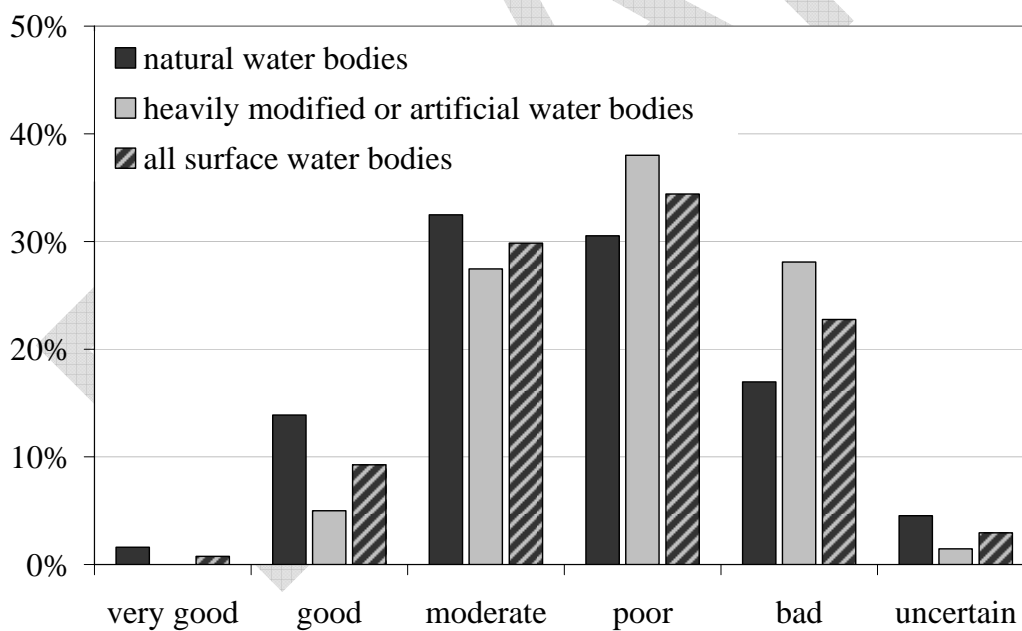 50%
natural water bodies
heavily modified or artificial water bodies
40%
all surface water bodies
30%
20%
10%
0%
very good good moderate poor bad uncertain